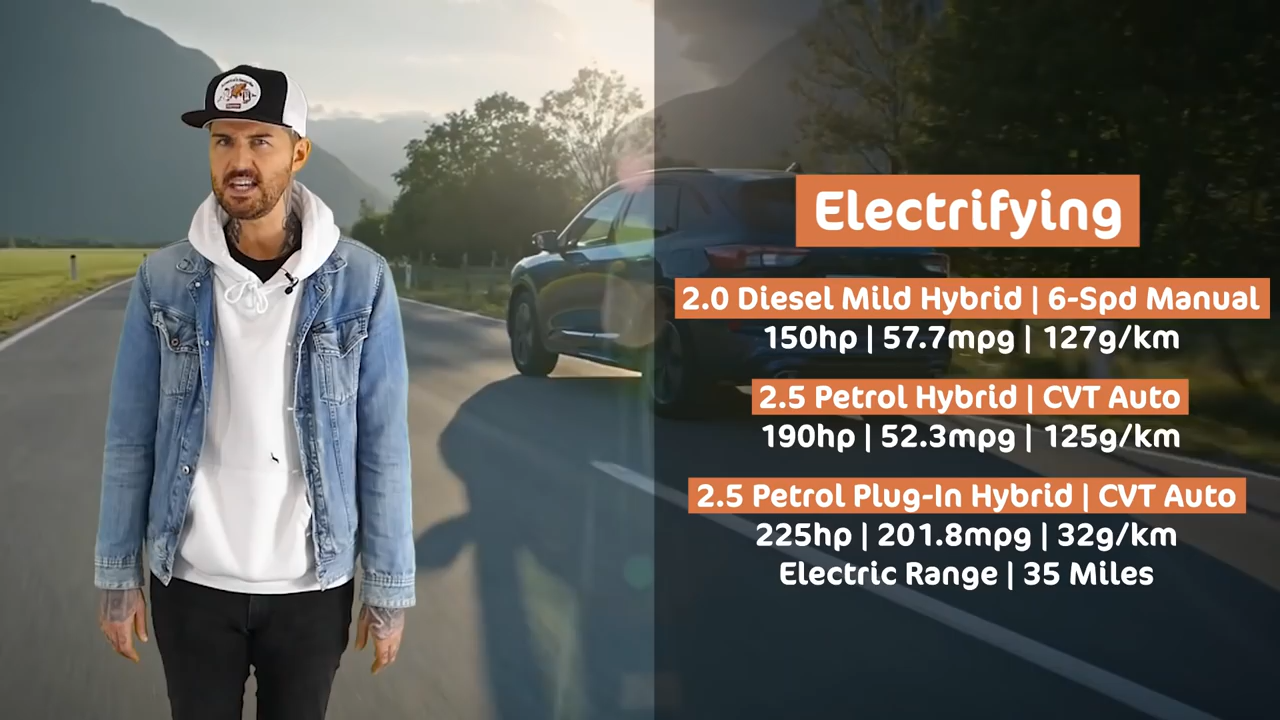 Electrifying
2.0 Diesel Mild Hybrid | 6-Spd Manual
150hp | 57.7mpg | 127g/km
2.5 Petrol Hybrid | CVT Auto
190hp | 52.3mpg | 125g/km
2.5 Petrol Plug-In Hybrid | CVT Auto
225hp | 201.8mpg | 32g/km
Electric Range | 35 Miles